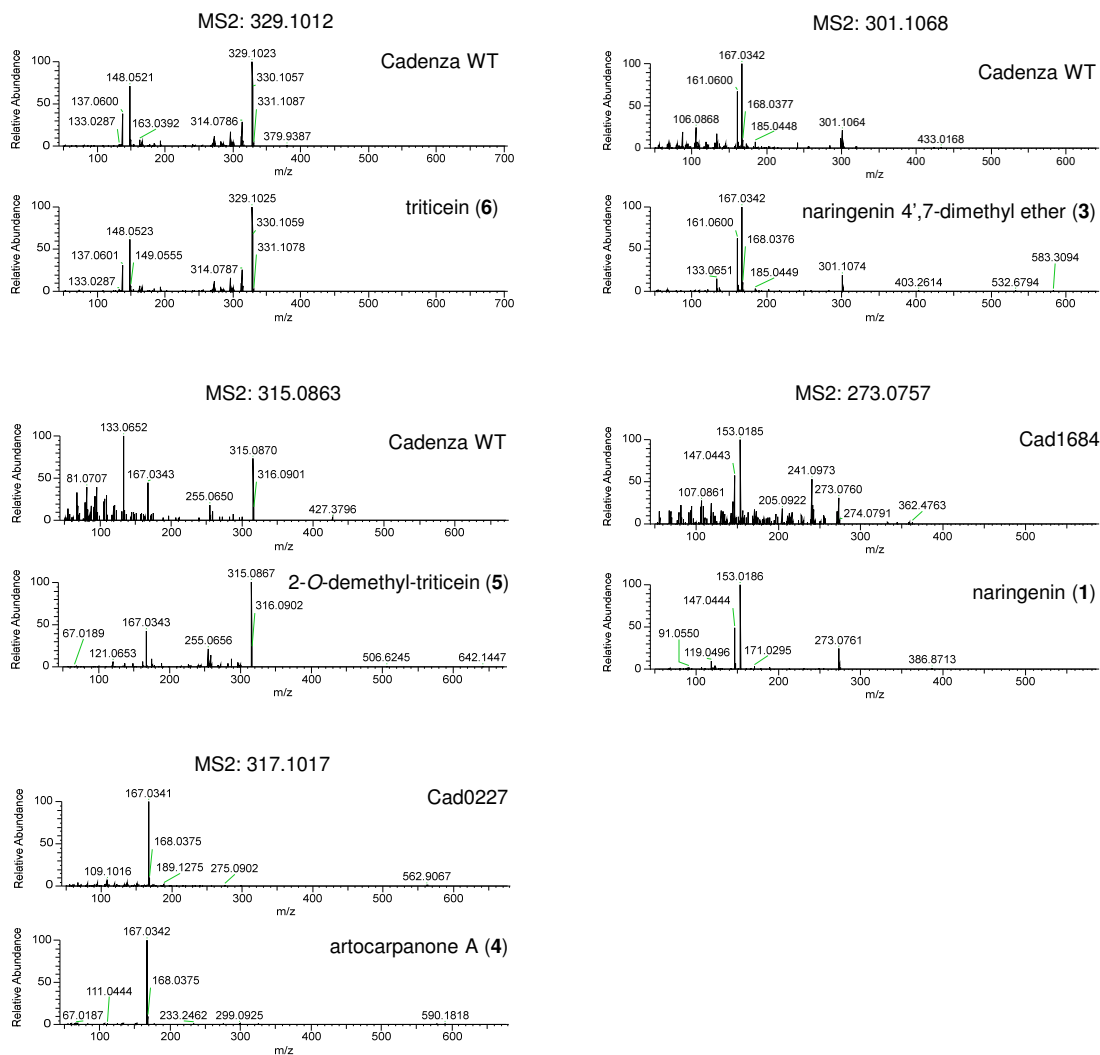 MS2: 329.1012
Cadenza WT
Relative Abundance
100
50
0
329.1023
148.0521
330.1057
137.0600
331.1087
133.0287
163.0392
314.0786
379.9387
100 200 300 400 500 600 700
m/z
triticein (6)
Relative Abundance
100
50
0
329.1025
148.0523
330.1059
137.0601
149.0555
331.1078
133.0287
314.0787
100 200 300 400 500 600 700
m/z
MS2: 301.1068
Cadenza WT
Relative Abundance
100
50
0
167.0342
161.0600
168.0377
106.0868
185.0448
301.1064
433.0168
100 200 300 400 500 600
m/z
naringenin 4',7-dimethyl ether (3)
Relative Abundance
100
50
0
167.0342
161.0600
168.0376
133.0651
185.0449
301.1074
403.2614
532.6794
583.3094
100 200 300 400 500 600
m/z
MS2: 315.0863
Cadenza WT
Relative Abundance
100
50
0
133.0652
315.0870
81.0707
167.0343
316.0901
255.0650
427.3796
100 200 300 400 500 600
m/z
2-O-demethyl-triticein (5)
Relative Abundance
100
50
0
315.0867
316.0902
167.0343
67.0189
121.0653
255.0656
506.6245
642.1447
100 200 300 400 500 600
m/z
MS2: 273.0757
Cad1684
Relative Abundance
100
50
0
153.0185
147.0443
241.0973
107.0861
205.0922
273.0760
274.0791
362.4763
100 200 300 400 500
m/z
naringenin (1)
Relative Abundance
100
50
0
153.0186
147.0444
91.0550
119.0496
171.0295
273.0761
386.8713
100 200 300 400 500
m/z
MS2: 317.1017
Cad0227
Relative Abundance
100
50
0
167.0341
168.0375
109.1016
189.1275
275.0902
562.9067
100 200 300 400 500 600
m/z
artocarpanone A (4)
Relative Abundance
100
50
0
167.0342
168.0375
111.0444
67.0187
233.2462
299.0925
590.1818
100 200 300 400 500 600
m/z